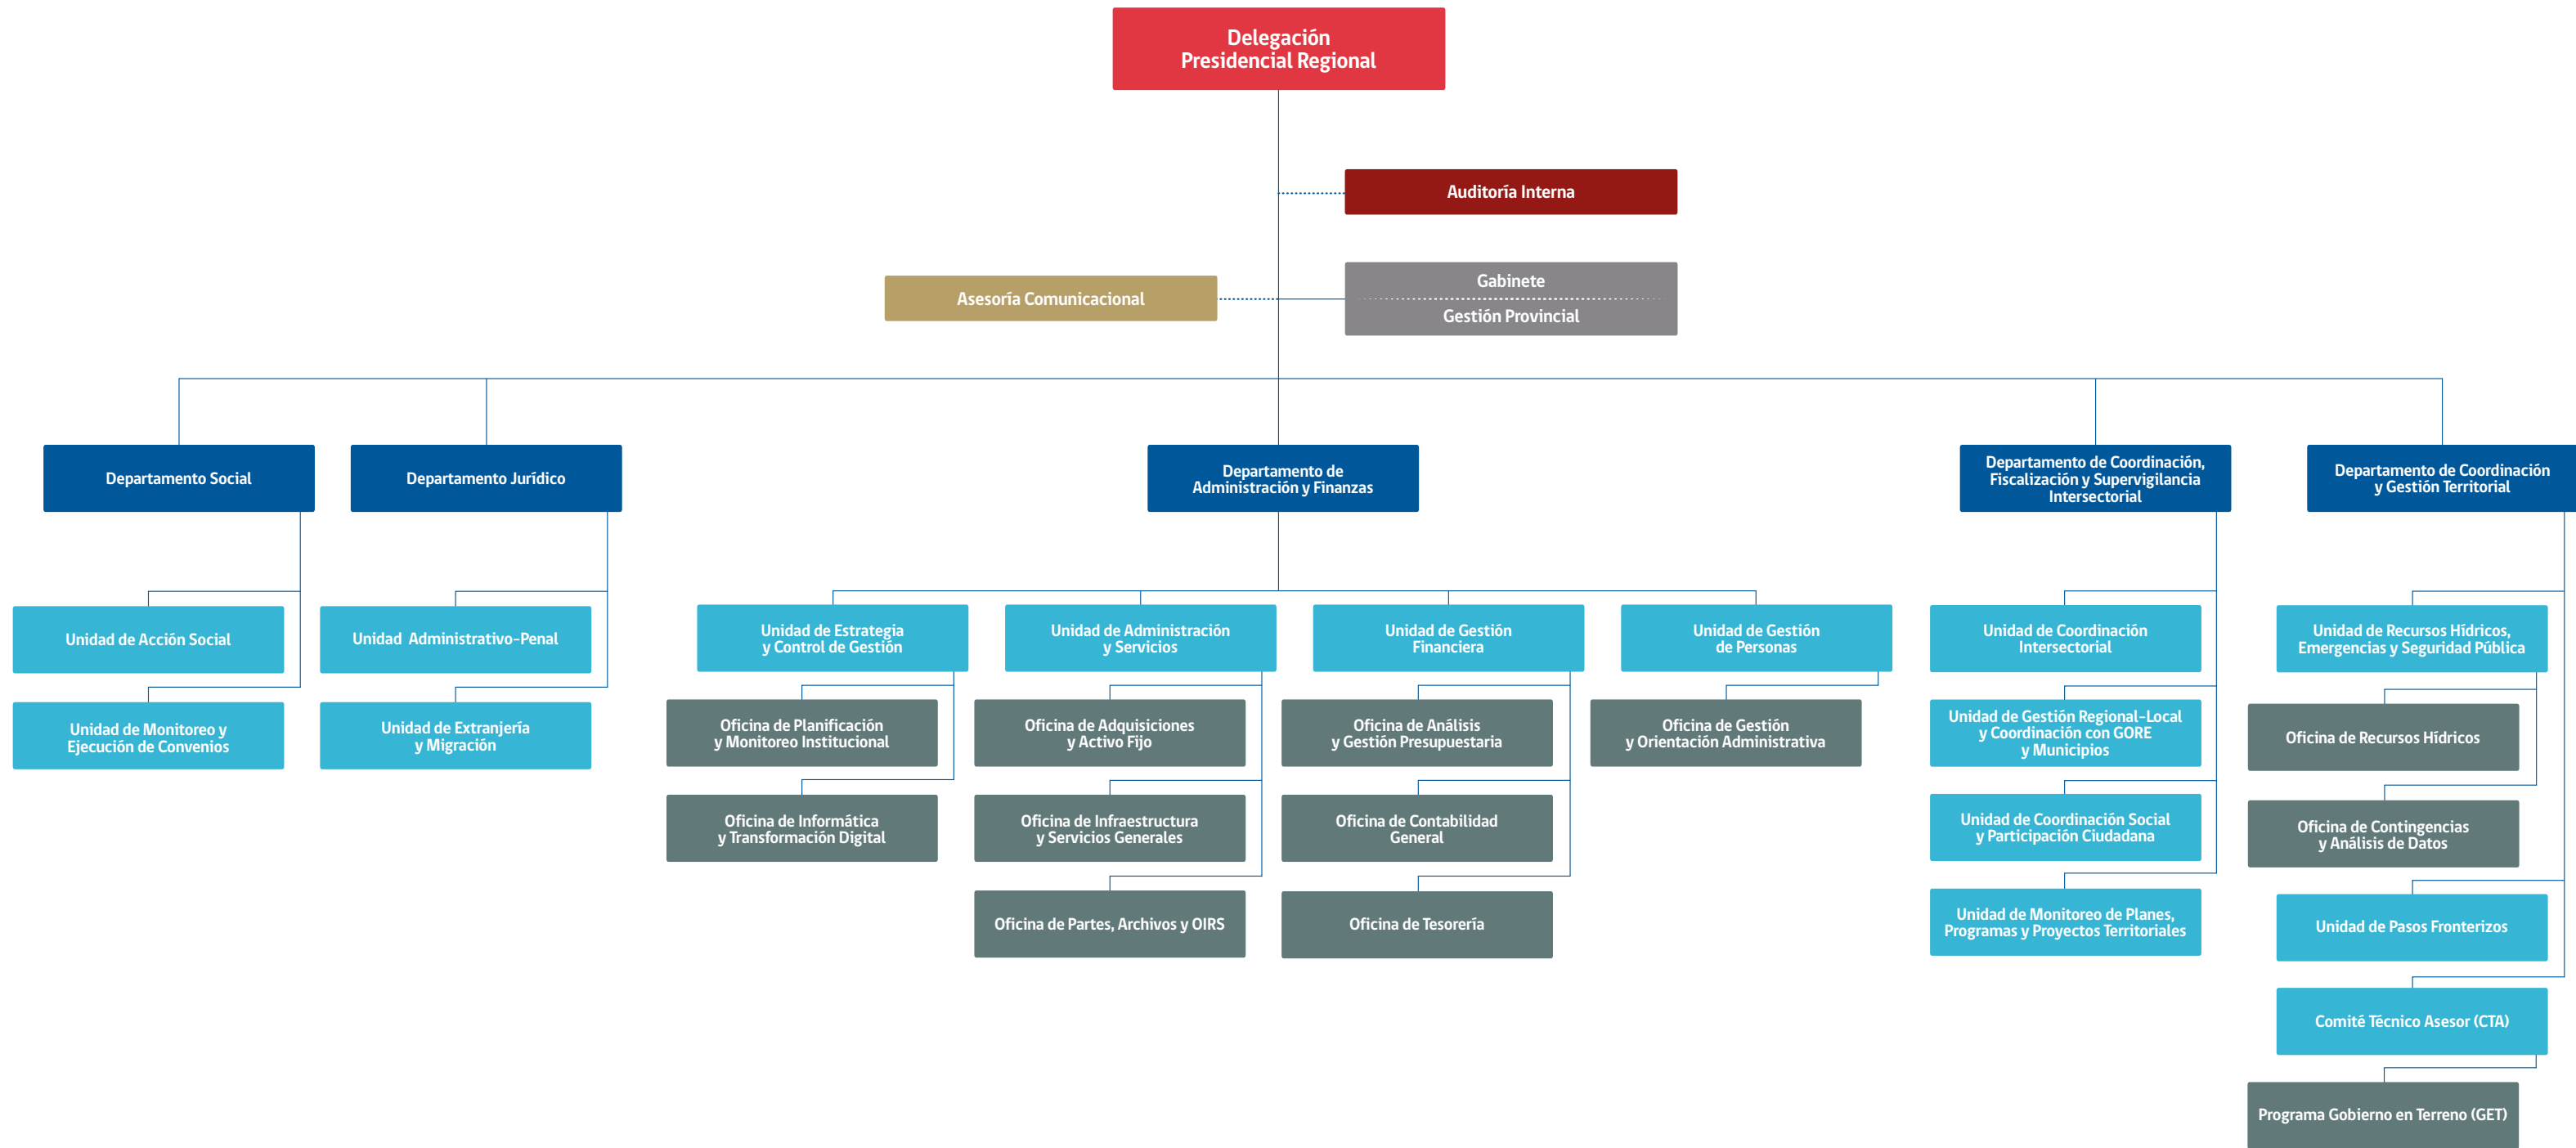 Delegación
Presidencial Regional
Auditoría Interna
Asesoría Comunicacional
Gabinete
Gestión Provincial
Departamento Social
Departamento Jurídico
Departamento de
Administración y Finanzas
Departamento de Coordinación,
Fiscalización y Supervigilancia
Intersectorial
Departamento de Coordinación
y Gestión Territorial
Unidad de Acción Social
Unidad de Monitoreo y
Ejecución de Convenios
Unidad Administrativo-Penal
Unidad de Extranjería
y Migración
Unidad de Estrategia
y Control de Gestión
Oficina de Planificación
y Monitoreo Institucional
Oficina de Informática
y Transformación Digital
Unidad de Administración
y Servicios
Oficina de Adquisiciones
y Activo Fijo
Oficina de Infraestructura
y Servicios Generales
Oficina de Partes, Archivos y OIRS
Unidad de Gestión
Financiera
Oficina de Análisis
y Gestión Presupuestaria
Oficina de Contabilidad
General
Oficina de Tesorería
Unidad de Gestión
de Personas
Oficina de Gestión
y Orientación Administrativa
Unidad de Coordinación
Intersectorial
Unidad de Gestión Regional-Local
y Coordinación con GORE
y Municipios
Unidad de Coordinación Social
y Participación Ciudadana
Unidad de Monitoreo de Planes,
Programas y Proyectos Territoriales
Unidad de Recursos Hídricos,
Emergencias y Seguridad Pública
Oficina de Recursos Hídricos
Oficina de Contingencias
y Análisis de Datos
Unidad de Pasos Fronterizos
Comité Técnico Asesor (CTA)
Programa Gobierno en Terreno (GET)